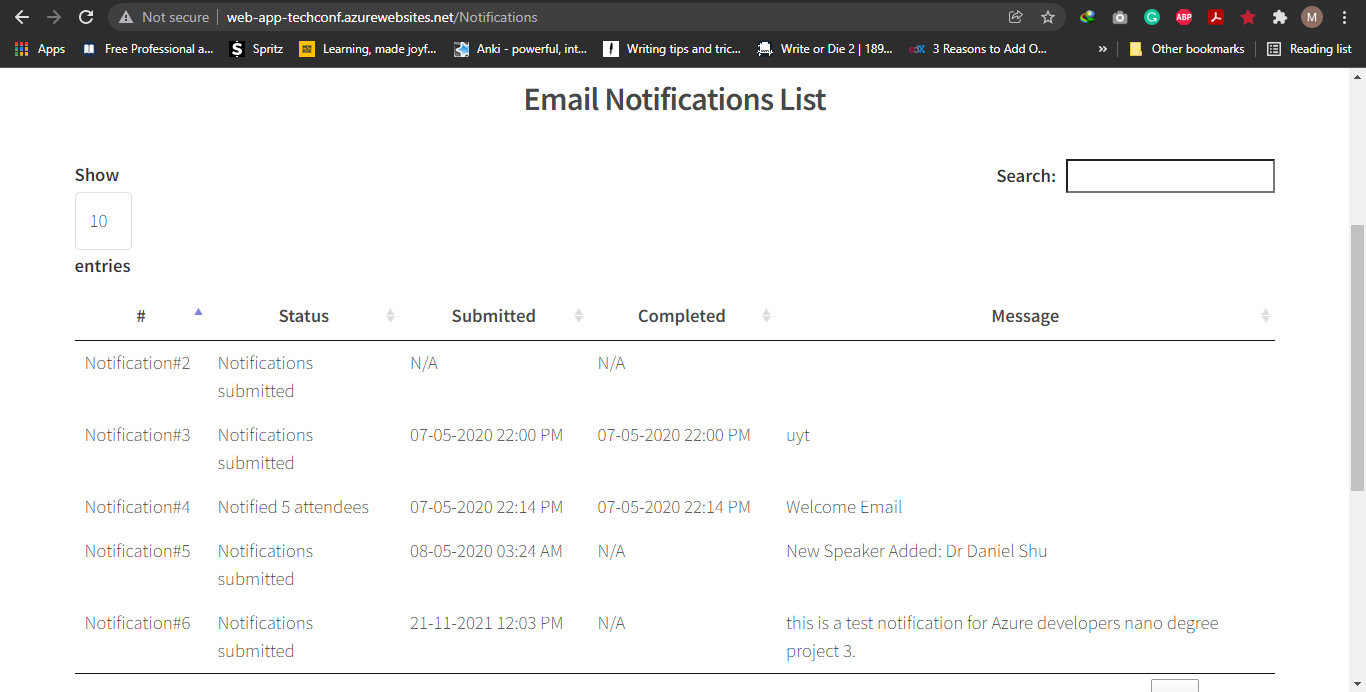 Not secure | web-app-techconf.azurewebsites.net/Notifications
ABP
M
Apps
Free Professional a...
Spritz
Learning, made joyf...
Anki - powerful, int...
Writing tips and tric...
Write or Die 2 | 189...
3 Reasons to Add O...
»
Other bookmarks
Reading list
Email Notifications List
Show
10
entries
Search:
# Status Submitted Completed Message
Notification#2 Notifications N/A N/A
submitted
Notification#3 Notifications 07-05-2020 22:00 PM 07-05-2020 22:00 PM uyt
submitted
Notification#4 Notified 5 attendees 07-05-2020 22:14 PM 07-05-2020 22:14 PM Welcome Email
Notification#5 Notifications 08-05-2020 03:24 AM N/A New Speaker Added: Dr Daniel Shu
submitted
Notification#6 Notifications 21-11-2021 12:03 PM N/A this is a test notification for Azure developers nano degree
submitted project 3.